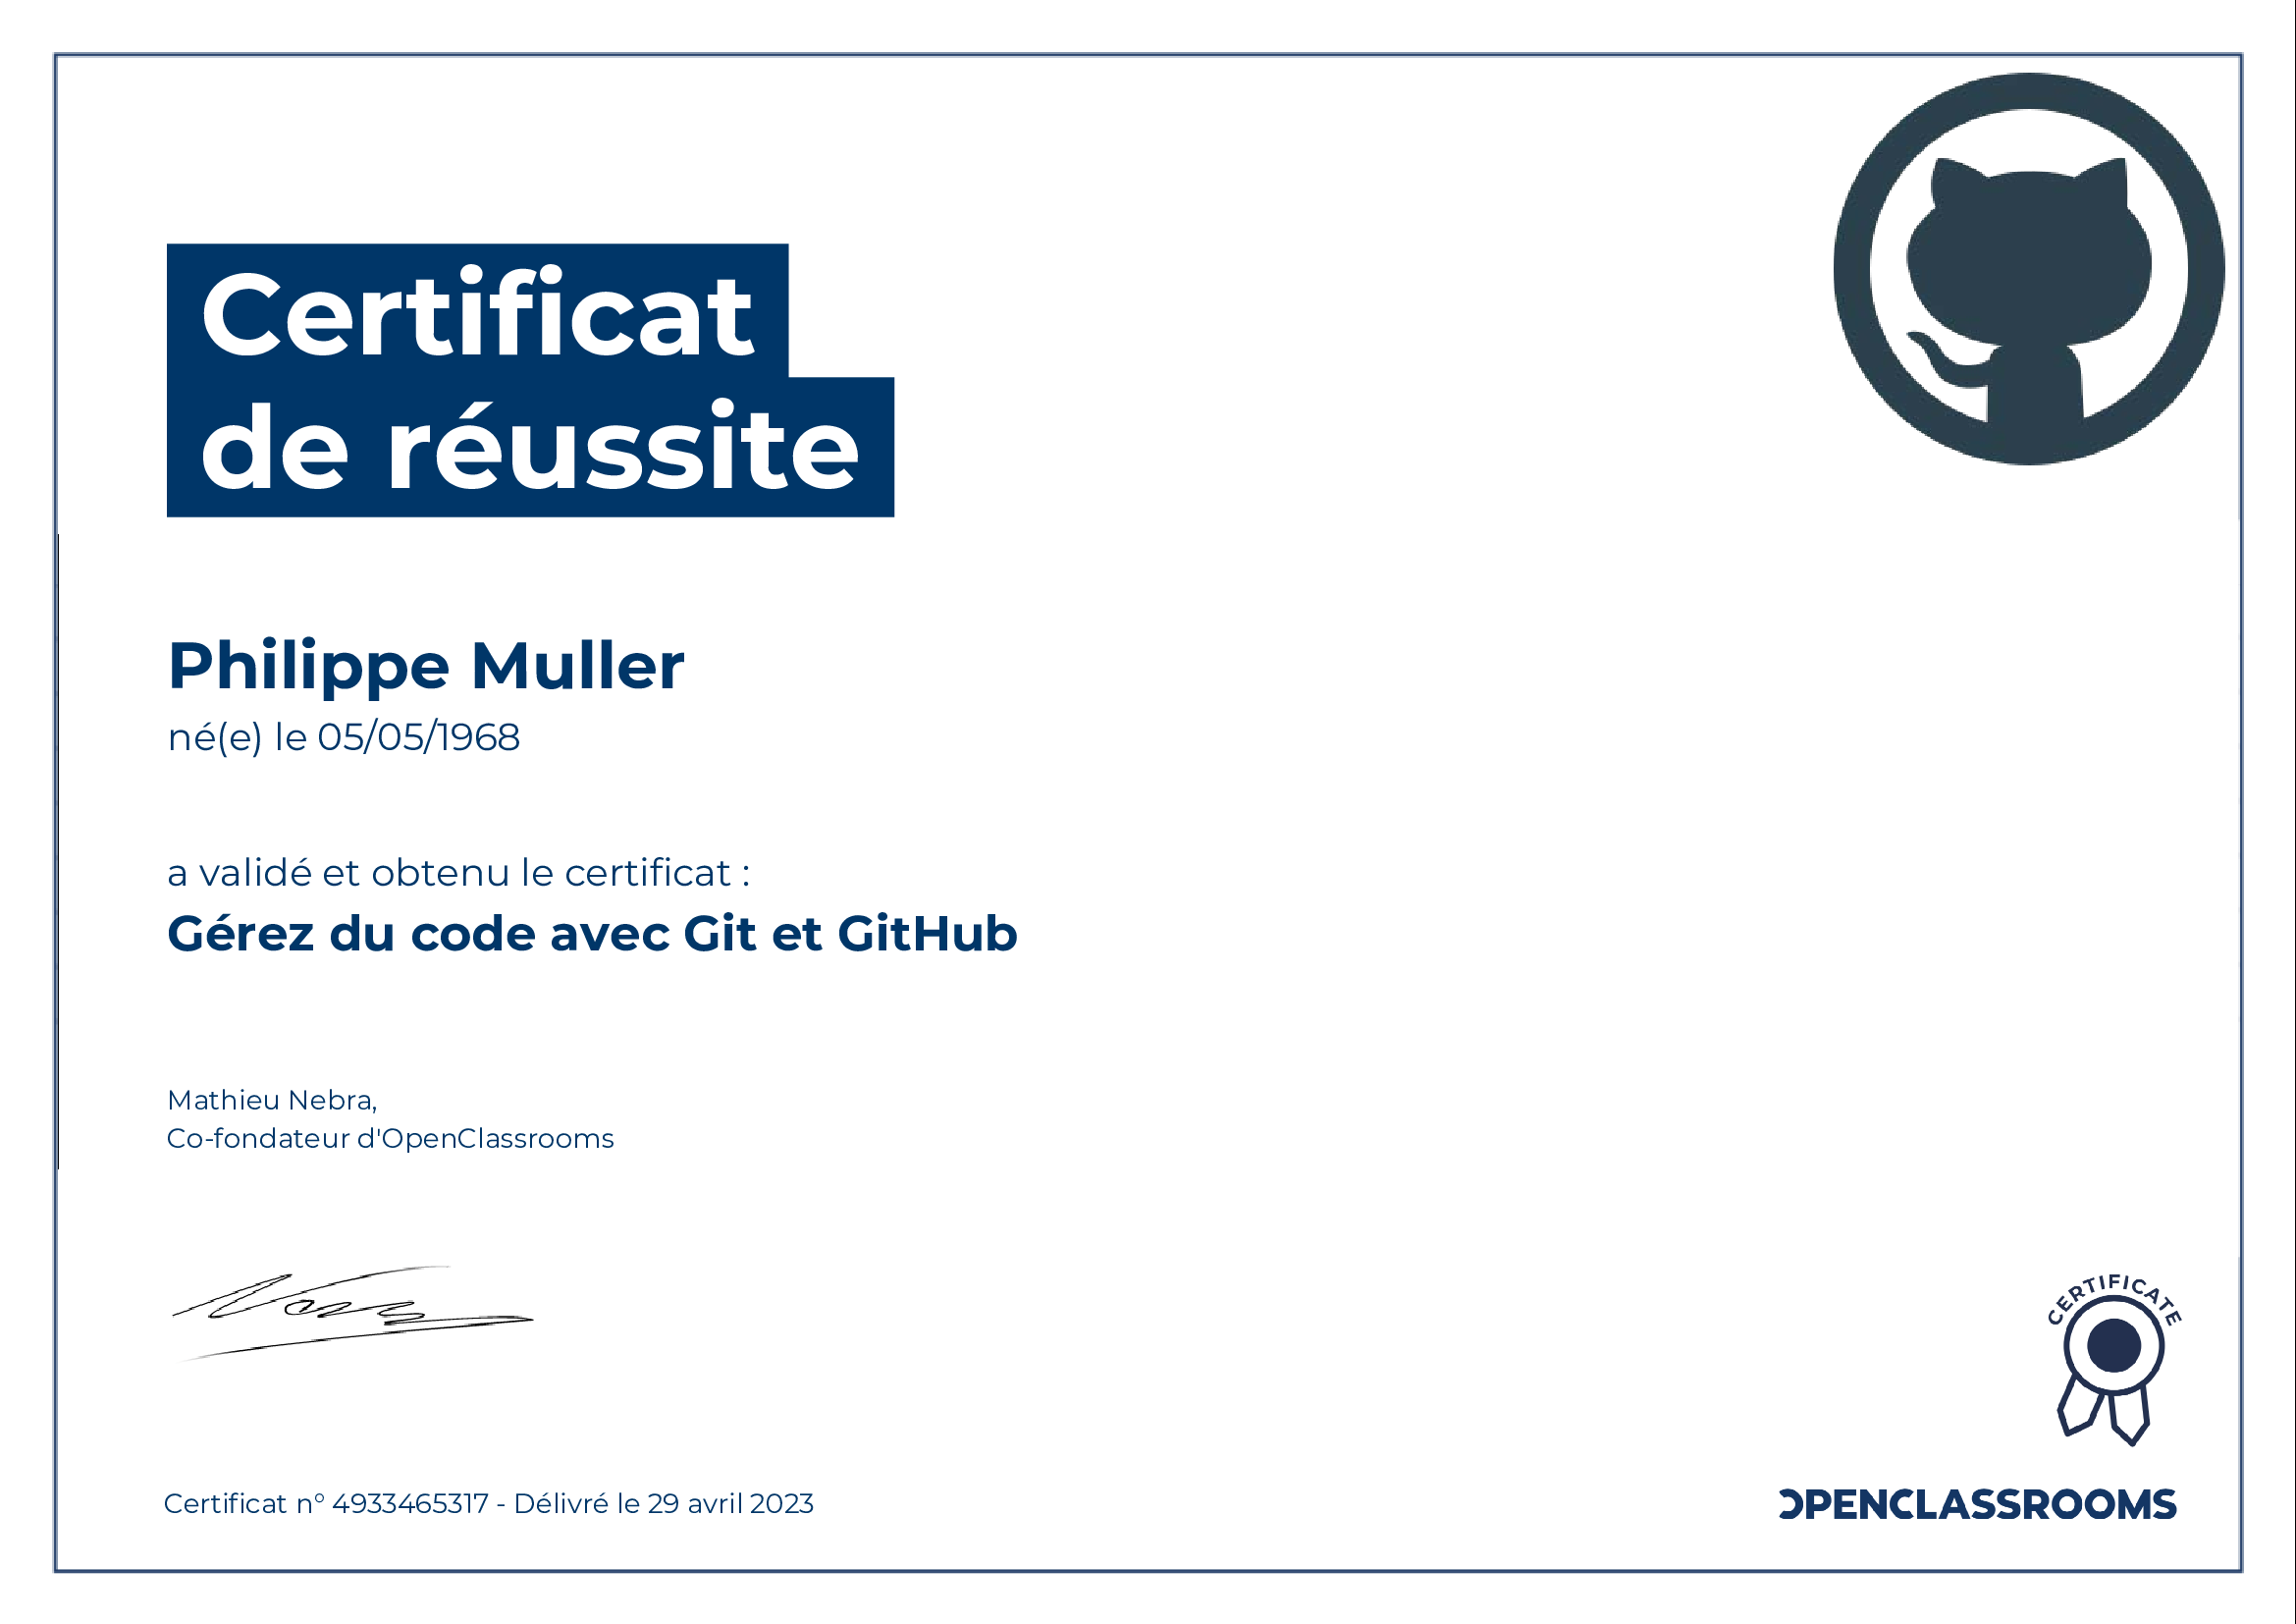 Certificat
de réussite
Philippe Muller
né(e) le 05/05/1968
a validé et obtenu le certificat :
Gérez du code avec Git et GitHub
Mathieu Nebra,
Co-fondateur d'OpenClassrooms
CERTIFICATE
Certificat n° 4933465317 - Délivré le 29 avril 2023
OPENCLASSROOMS